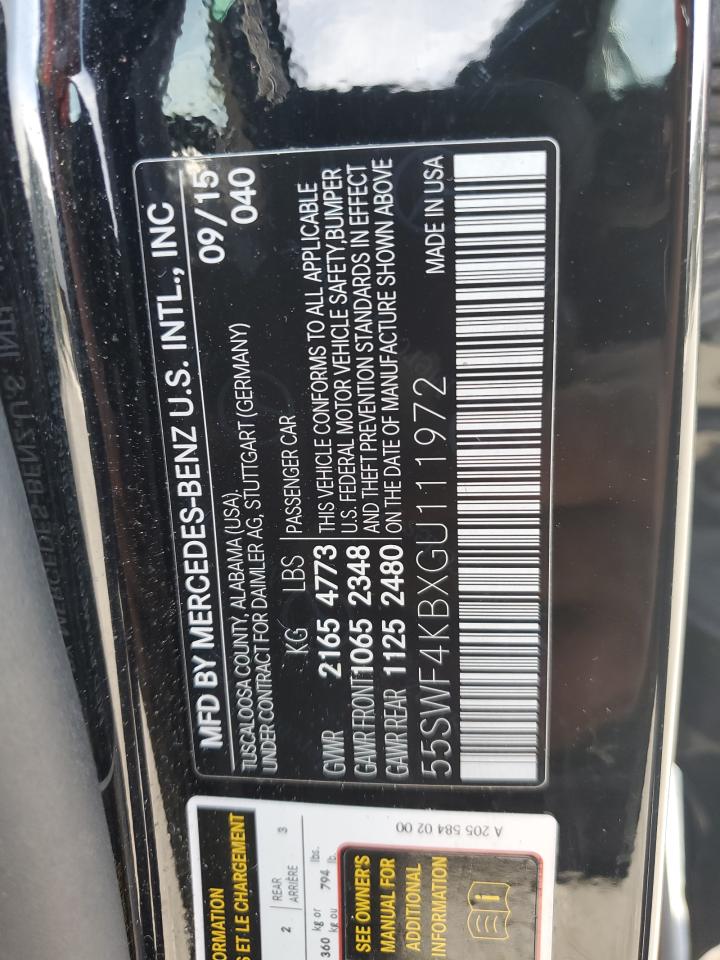 MFD BY MERCEDES-BENZ U.S. INTL., INC
TUSCALOOSA COUNTY, ALABAMA (USA),
UNDER CONTRACT FOR DAIMLER AG, STUTTGART (GERMANY)
09/15
040
KG LBS PASSENGER CAR
GVWR 2165 4773
GAWR FRONT 1065 2348
GAWR REAR 1125 2480
THIS VEHICLE CONFORMS TO ALL APPLICABLE
U.S. FEDERAL MOTOR VEHICLE SAFETY,BUMPER
AND THEFT PREVENTION STANDARDS IN EFFECT
ON THE DATE OF MANUFACTURE SHOWN ABOVE
55SWF4KBXGU111972 MADE IN USA
ET LE CHARGEMENT
2 REAR 3
ARRIÈRE
360 kg or 794 lbs.
kg ou lb.
SEE OWNER'S
MANUAL FOR
ADDITIONAL
INFORMATION
A 205 584 02 00